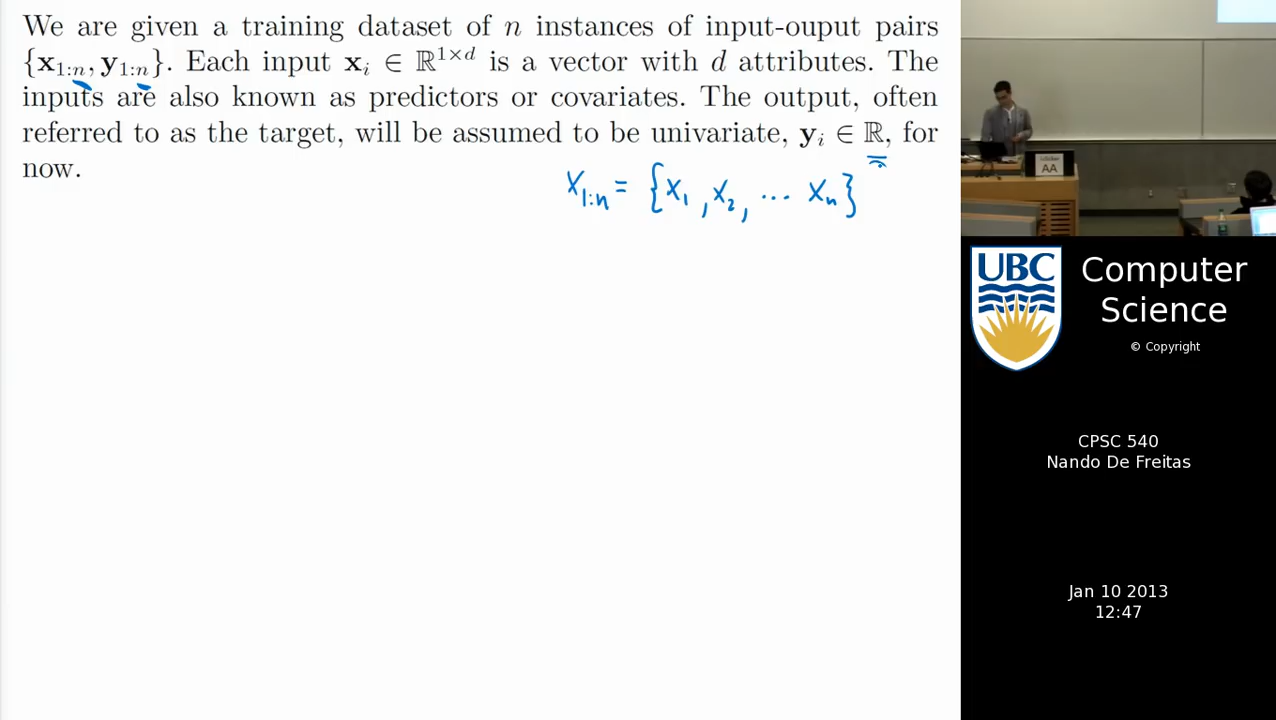 We are given a training dataset of n instances of input-ouput pairs
{x₁:ₙ, y₁:ₙ}. Each input xᵢ ∈ ℝ¹ˣᵈ is a vector with d attributes. The
inputs are also known as predictors or covariates. The output, often
referred to as the target, will be assumed to be univariate, yᵢ ∈ ℝ, for
now.
x₁:ₙ = {x₁, x₂, ... xₙ}
AA
UBC
Computer
Science
© Copyright
CPSC 540
Nando De Freitas
Jan 10 2013
12:47